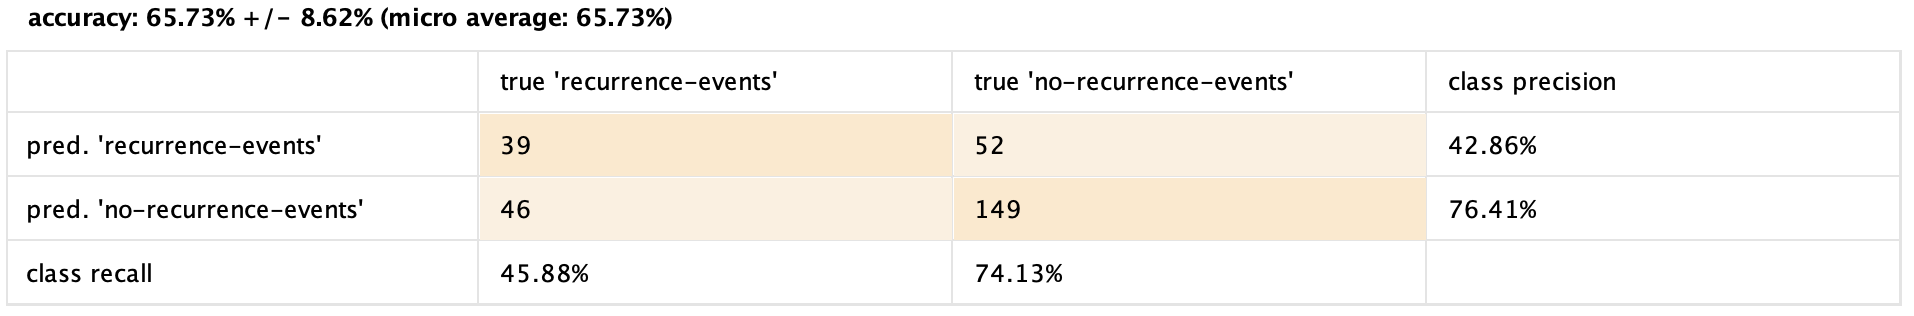 accuracy: 65.73% +/- 8.62% (micro average: 65.73%)
true 'recurrence-events' true 'no-recurrence-events' class precision
pred. 'recurrence-events' 39 52 42.86%
pred. 'no-recurrence-events' 46 149 76.41%
class recall 45.88% 74.13%